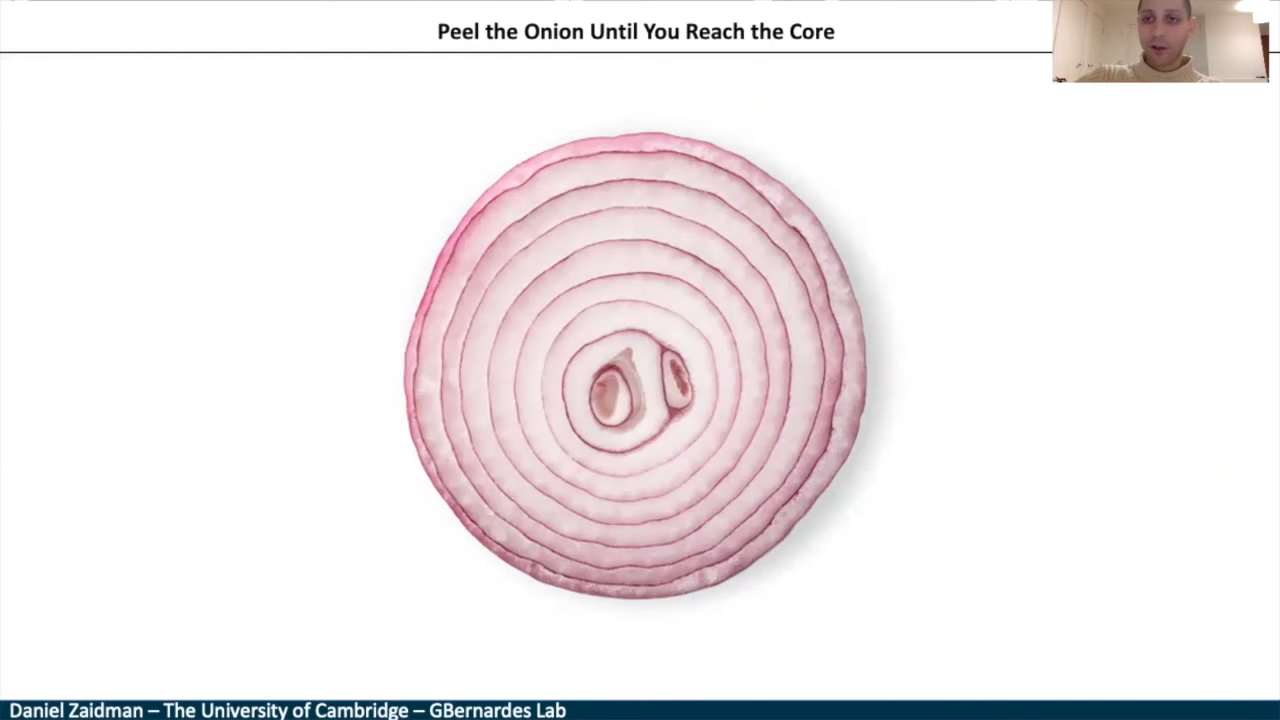 Peel the Onion Until You Reach the Core
Daniel Zaidman – The University of Cambridge – GBernardes Lab